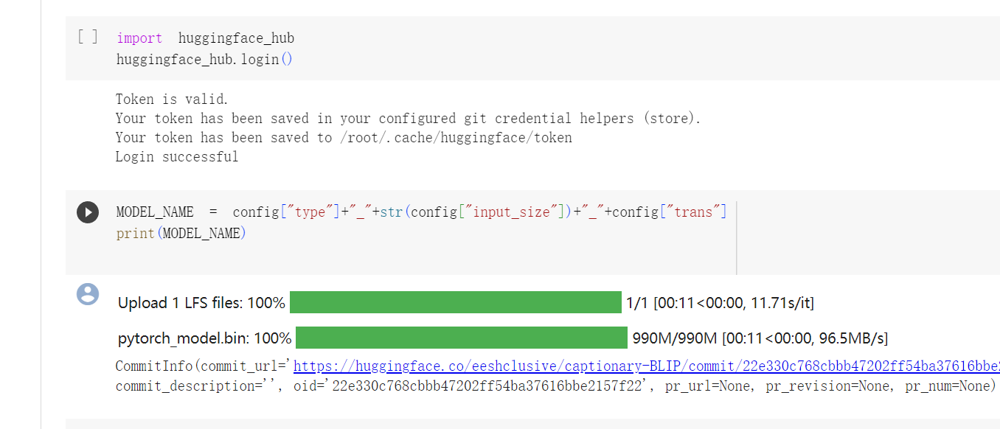 [ ] import huggingface_hub
huggingface_hub.login()
Token is valid.
Your token has been saved in your configured git credential helpers (store).
Your token has been saved to /root/.cache/huggingface/token
Login successful
MODEL_NAME = config["type"]+"_"+str(config["input_size"])+"_"+config["trans"]
print(MODEL_NAME)
Upload 1 LFS files: 100% 1/1 [00:11<00:00, 11.71s/it]
pytorch_model.bin: 100% 990M/990M [00:11<00:00, 96.5MB/s]
CommitInfo(commit_url='https://huggingface.co/eeshclusive/captionary-BLIP/commit/22e330c768cbbb47202ff54ba37616bbe2
commit_description='', oid='22e330c768cbbb47202ff54ba37616bbe2157f22', pr_url=None, pr_revision=None, pr_num=None)